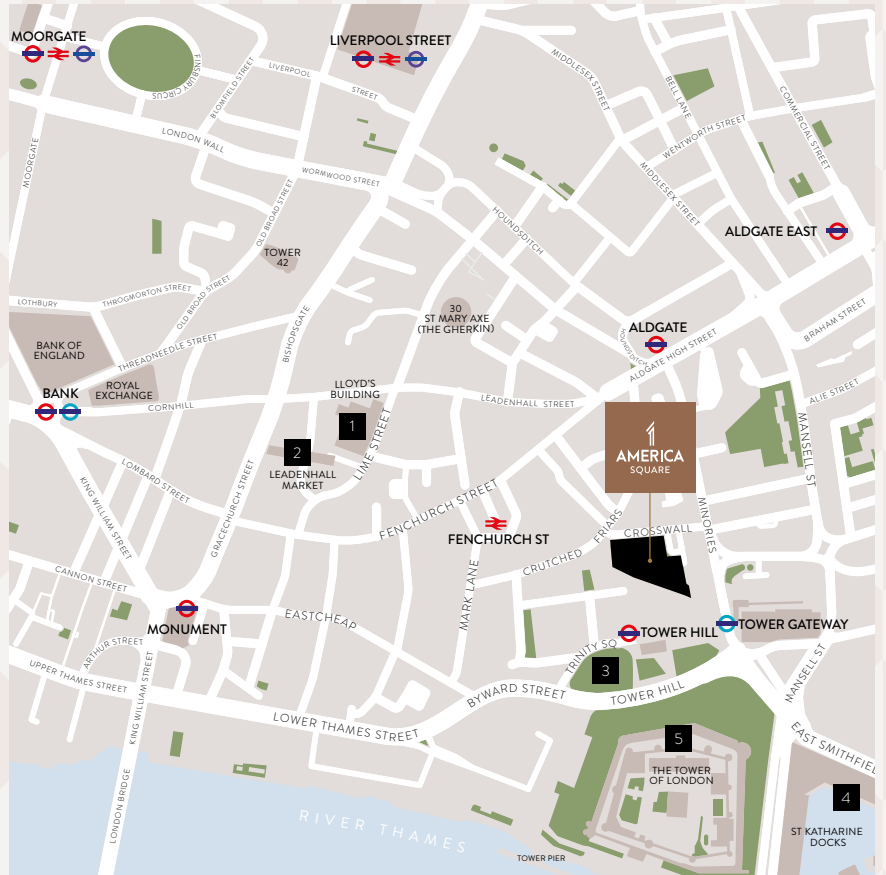 MOORGATE
LIVERPOOL STREET
FINSBURY CIRCUS
BLOMFIELD STREET
LIVERPOOL
STREET
MIDDLESEX STREET
BELL LANE
COMMERCIAL STREET
WENTWORTH STREET
LONDON WALL
MOORGATE
WORMWOOD STREET
MIDDLESEX STREET
OLD BROAD STREET
HOUNDSDITCH
ALDGATE EAST
TOWER
42
LOTHBURY
THROGMORTON STREET
OLD BROAD STREET
30
ST MARY AXE
(THE GHERKIN)
BISHOPSGATE
ALDGATE
HOUNDSDITCH
ALDGATE HIGH STREET
BRAHAM STREET
BANK OF
ENGLAND
THREADNEEDLE STREET
ROYAL
EXCHANGE
BANK
CORNHILL
LLOYD'S
BUILDING
LEADENHALL STREET
ALIE STREET
1
LIME STREET
2
LEADENHALL
MARKET
AMERICA
SQUARE
MANSELL ST
LOMBARD STREET
KING WILLIAM STREET
GRACECHURCH STREET
FENCHURCH STREET
FENCHURCH ST
FRIARS
CROSSWALL
MINORIES
CRUTCHED
MARK LANE
CANNON STREET
MONUMENT
EASTCHEAP
ARTHUR STREET
TOWER HILL
TOWER GATEWAY
TRINITY SQ
3
MANSELL ST
UPPER THAMES STREET
KING WILLIAM STREET
BYWARD STREET
TOWER HILL
LOWER THAMES STREET
5
EAST SMITHFIEL
THE TOWER
OF LONDON
4
LONDON BRIDGE
RIVER THAMES
ST KATHARINE
DOCKS
TOWER PIER